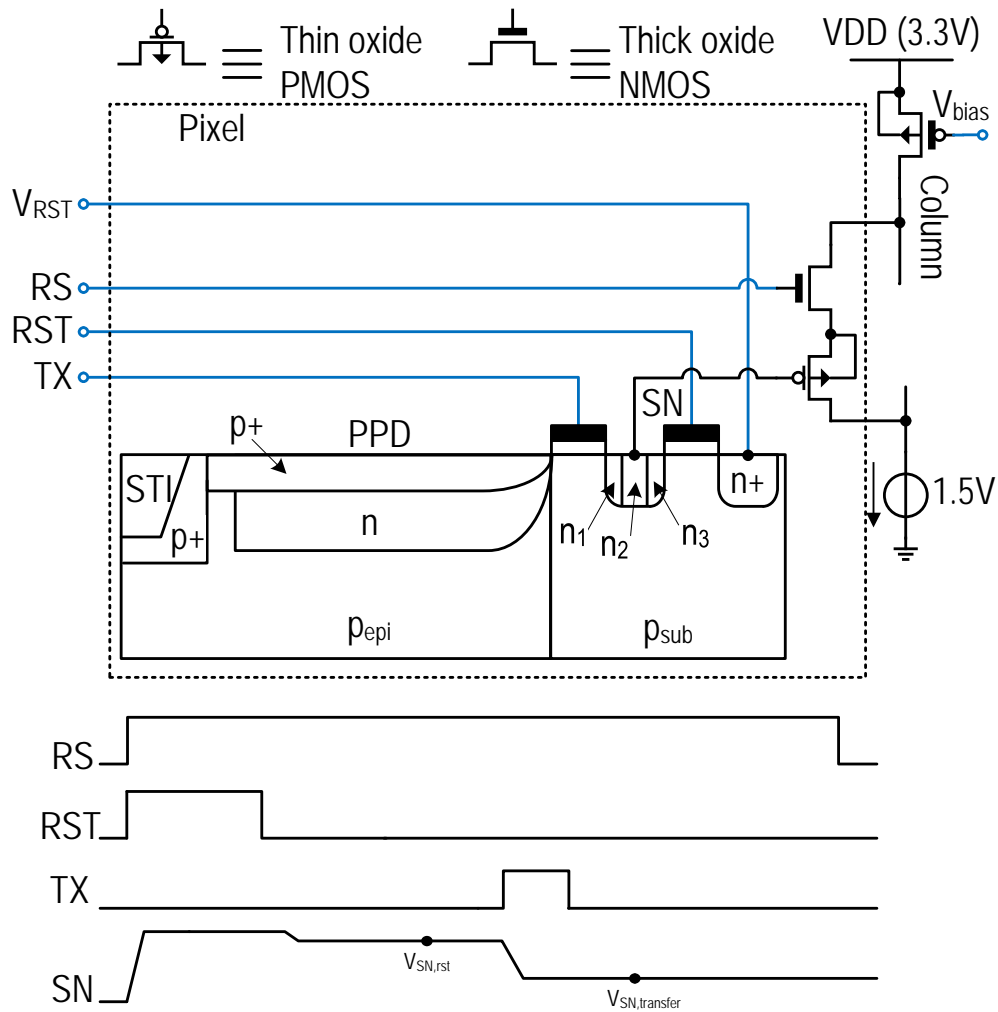 Thin oxide
PMOS
Thick oxide
NMOS
VDD (3.3V)
Pixel
Vbias
Column
VRST
RS
RST
TX
SN
PPD
p+
STI
p+
n
n+
n1
n2
n3
1.5V
pepi
psub
RS
RST
TX
SN
VSN,rst
VSN,transfer